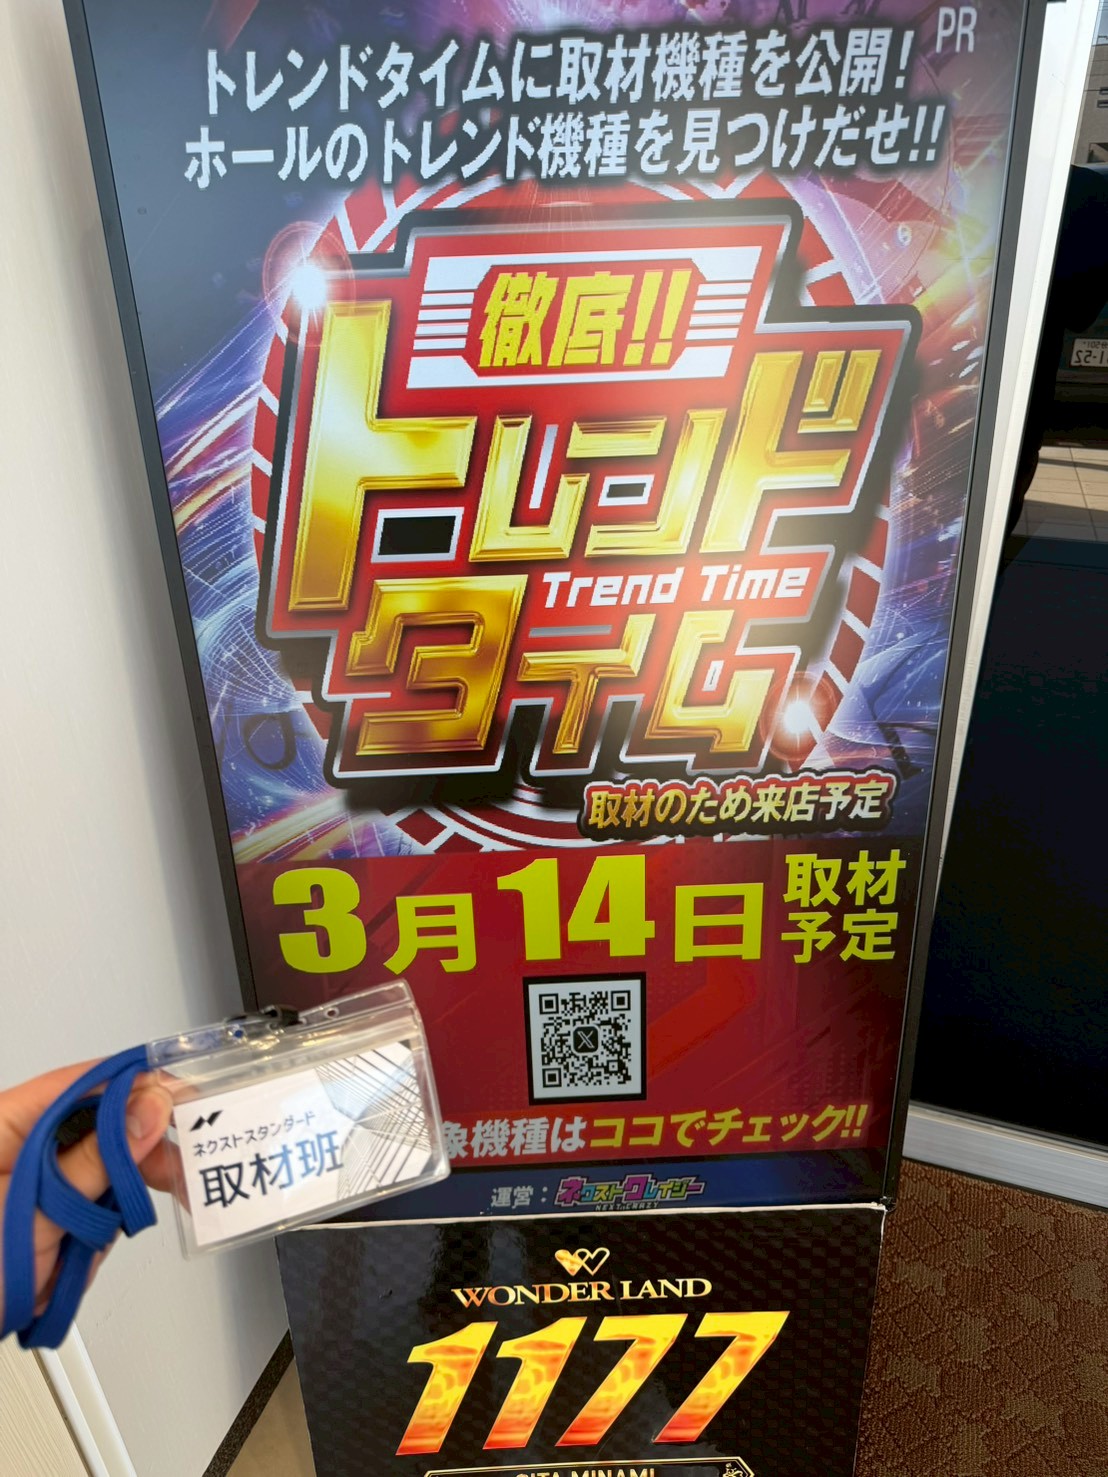 PR
トレンドタイムに取材機種を公開!
ホールのトレンド機種を見つけだせ!!
徹底!!
トレンド
Trend Time
タイム
取材のため来店予定
3月14日 取材予定
象機種はココでチェック!!
運営:ネクストクレイジー
NEXT CRAZY
ネクストスタンダード
取材班
WONDER LAND
1177
OITA MINAMI